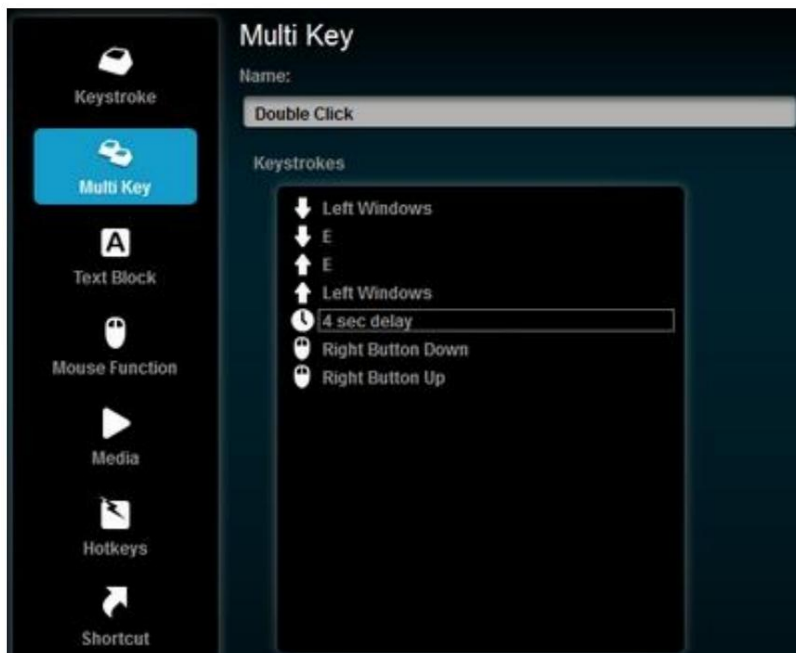 Keystroke
Multi Key
Text Block
Mouse Function
Media
Hotkeys
Shortcut
Multi Key
Name:
Double Click
Keystrokes
Left Windows
E
E
Left Windows
4 sec delay
Right Button Down
Right Button Up